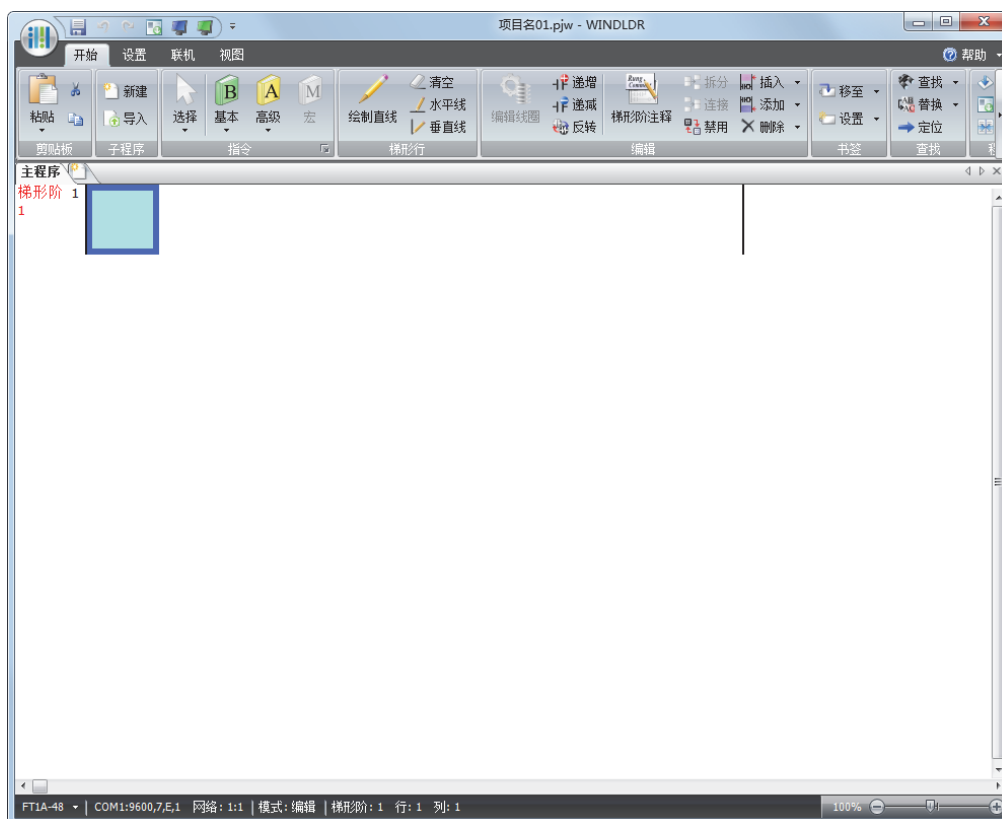 项目名01.pjw - WINDLDR
开始 设置 联机 视图 帮助
粘贴 新建 导入 选择 B 基本 A 高级 M 宏 绘制直线 清空 水平线 垂直线 编辑线圈 递增 递减 反转 梯形阶注释 拆分 连接 禁用 插入 添加 删除 移至 设置 查找 替换 定位
剪贴板 子程序 指令 梯形行 编辑 书签 查找
主程序
梯形阶 1
1
FT1A-48 COM1:9600,7,E,1 网络: 1:1 模式: 编辑 梯形阶: 1 行: 1 列: 1 100%